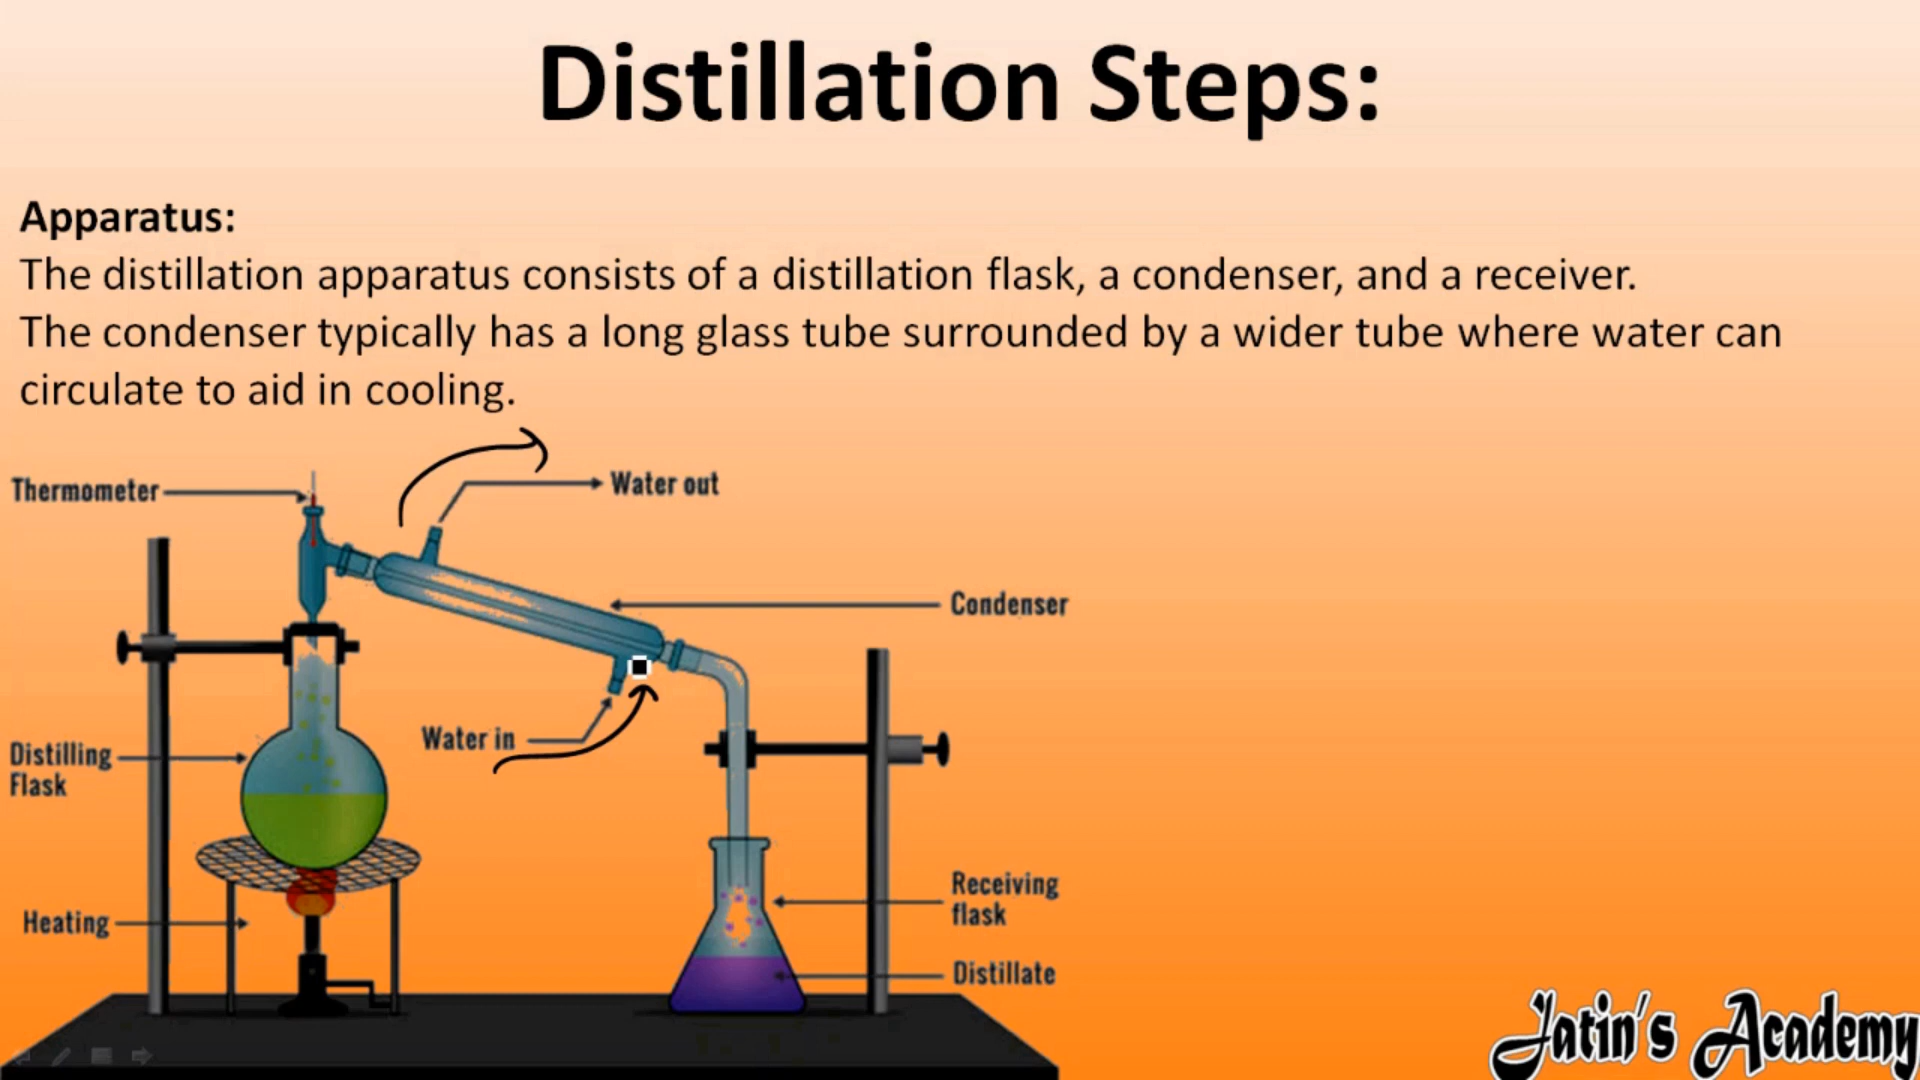 Distillation Steps:
Apparatus:
The distillation apparatus consists of a distillation flask, a condenser, and a receiver.
The condenser typically has a long glass tube surrounded by a wider tube where water can
circulate to aid in cooling.
Thermometer
Water out
Condenser
Water in
Distilling
Flask
Receiving
flask
Heating
Distillate
Jatin's Academy